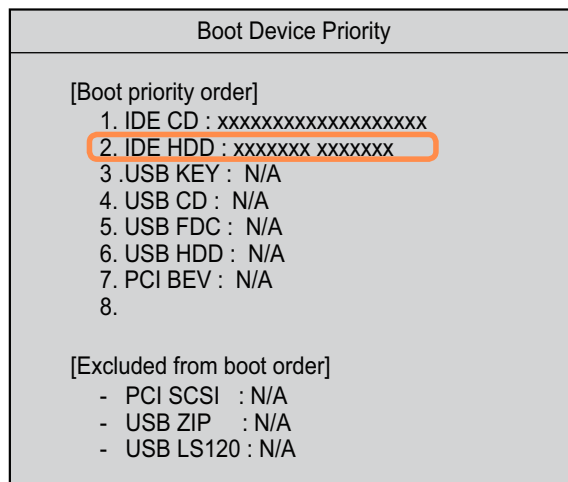 Boot Device Priority
[Boot priority order]
1. IDE CD : xxxxxxxxxxxxxxxxxxx
2. IDE HDD : xxxxxxx xxxxxxx
3 .USB KEY : N/A
4. USB CD : N/A
5. USB FDC : N/A
6. USB HDD : N/A
7. PCI BEV : N/A
8.
[Excluded from boot order]
- PCI SCSI : N/A
- USB ZIP : N/A
- USB LS120 : N/A